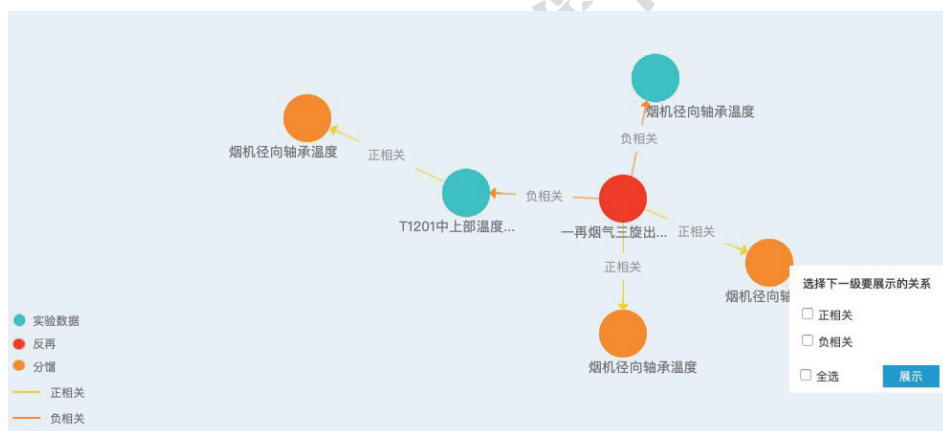 烟机径向轴承温度
负相关
烟机径向轴承温度
正相关
负相关
T1201中上部温度...
一再烟气三旋出...
正相关
正相关
烟机径向轴
烟机径向轴承温度
选择下一级要展示的关系
正相关
负相关
全选
展示
实验数据
反再
分馏
正相关
负相关